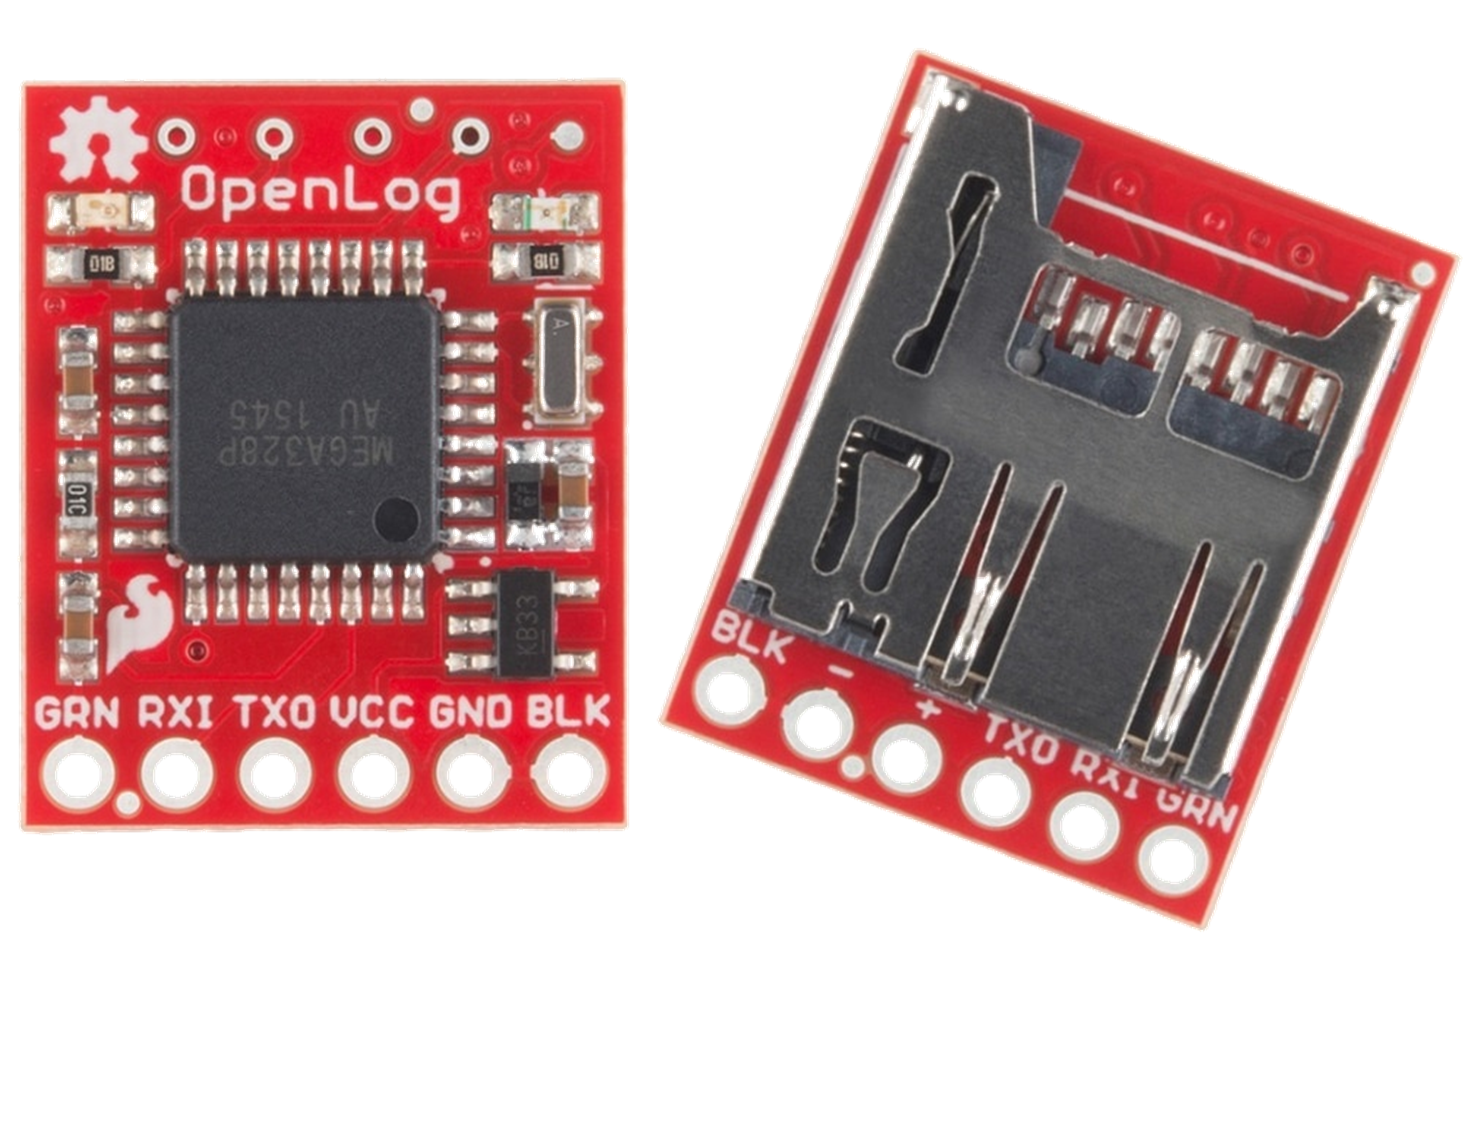 OpenLog
01B
01B
A.
MEGA328P
AU 1545
01C
KB33
GRN RXI TXO VCC GND BLK
BLK - + TXO RXI GRN